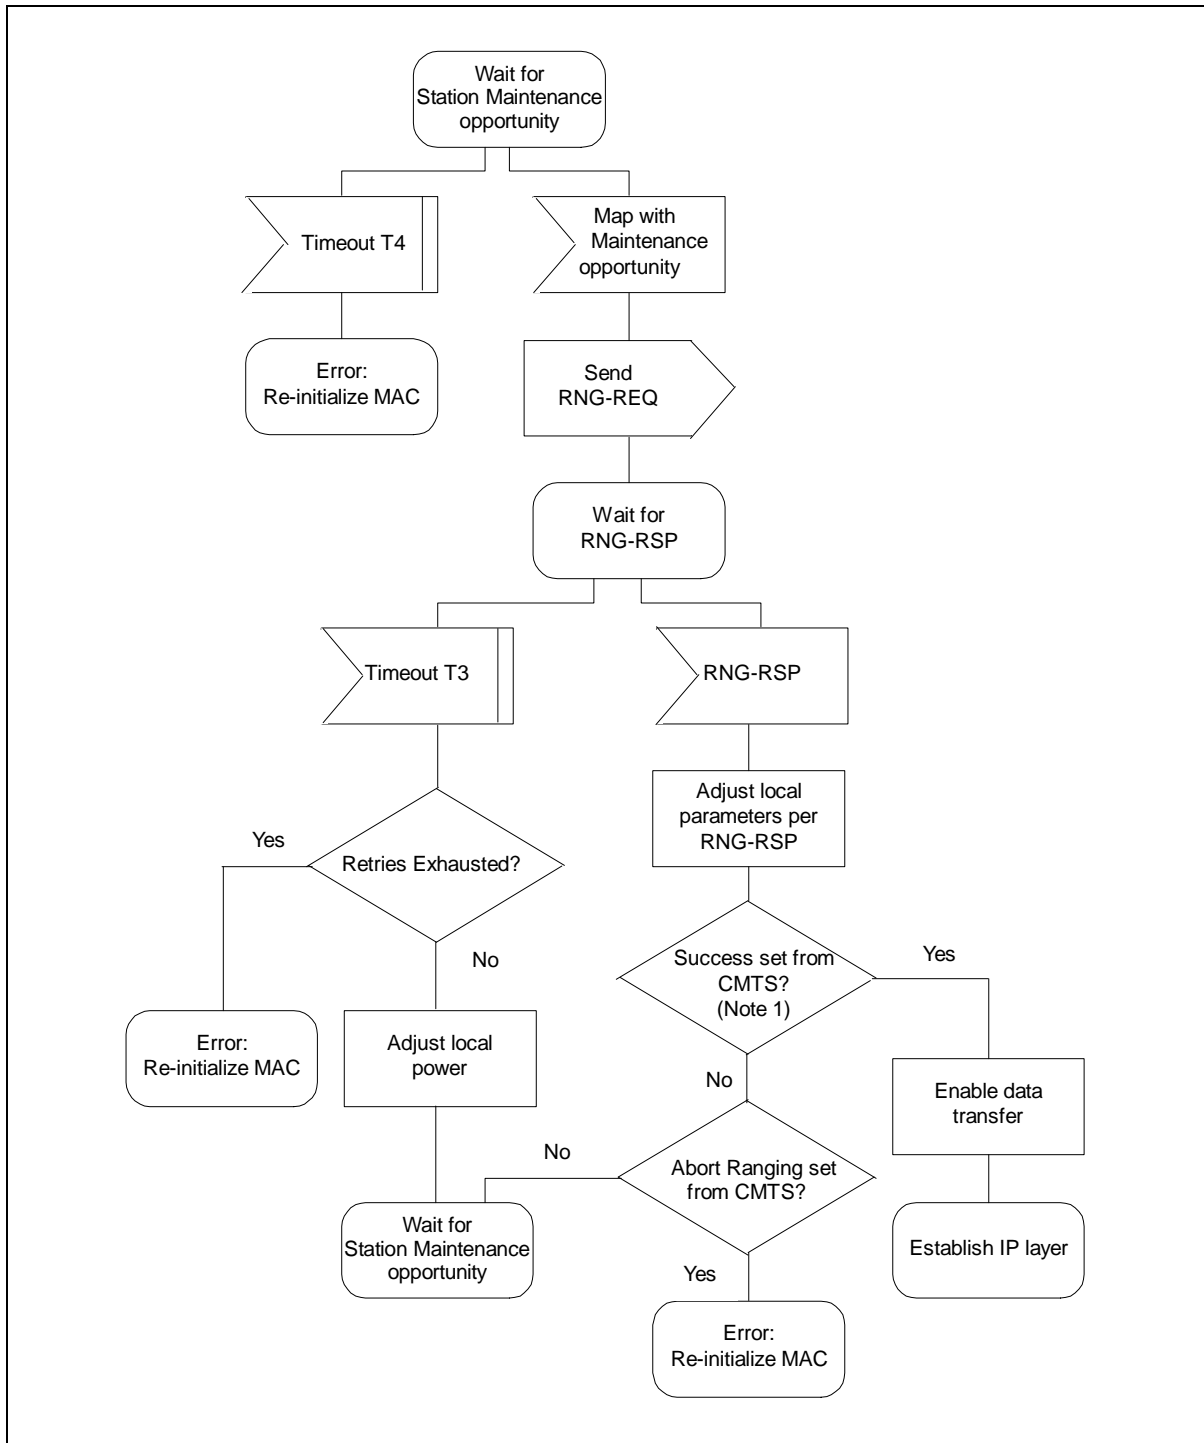 Wait for
Station Maintenance
opportunity
Timeout T4
Map with
Maintenance
opportunity
Error:
Re-initialize MAC
Send
RNG-REQ
Wait for
RNG-RSP
Timeout T3
RNG-RSP
Adjust local
parameters per
RNG-RSP
Yes
Retries Exhausted?
No
Success set from
CMTS?
(Note 1)
Yes
Error:
Re-initialize MAC
Adjust local
power
No
Enable data
transfer
No
Abort Ranging set
from CMTS?
Wait for
Station Maintenance
opportunity
Establish IP layer
Yes
Error:
Re-initialize MAC